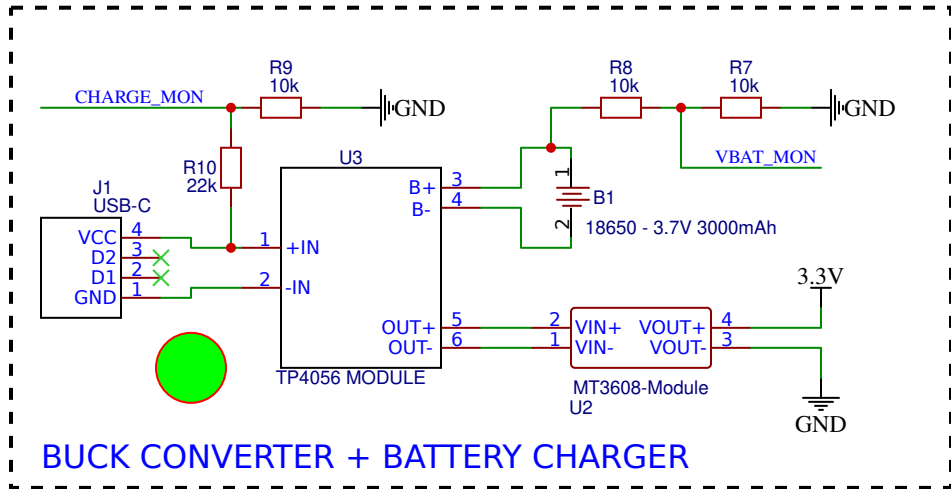 R9
10k
CHARGE_MON
GND
R8
10k
R7
10k
GND
VBAT_MON
R10
22k
U3
B+ 3
B- 4
1
2
B1
18650 - 3.7V 3000mAh
J1
USB-C
VCC 4
D2 3
D1 2
GND 1
1 +IN
2 -IN
OUT+ 5
OUT- 6
TP4056 MODULE
2 VIN+
1 VIN-
VOUT+ 4
VOUT- 3
MT3608-Module
U2
3.3V
GND
BUCK CONVERTER + BATTERY CHARGER